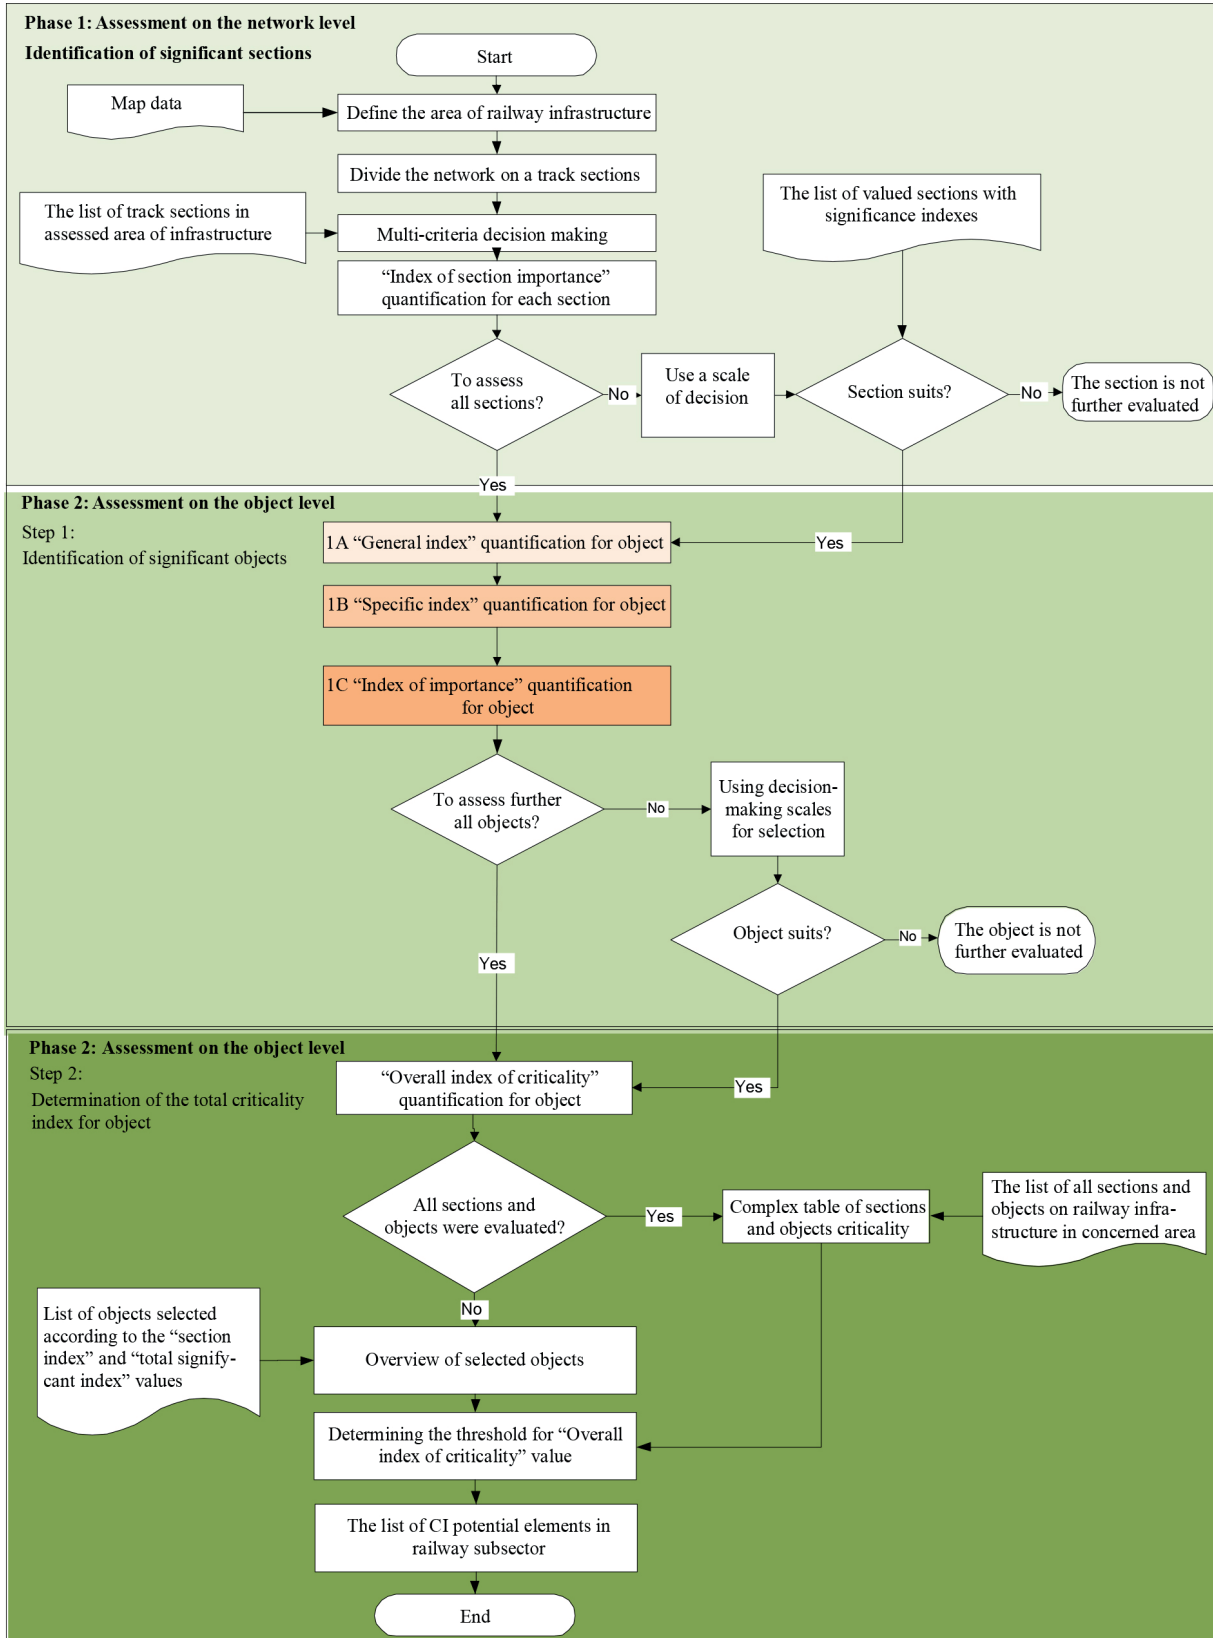 Phase 1: Assessment on the network level
Identification of significant sections
Start
Map data
Define the area of railway infrastructure
Divide the network on a track sections
The list of track sections in
assessed area of infrastructure
Multi-criteria decision making
The list of valued sections with
significance indexes
“Index of section importance”
quantification for each section
To assess
all sections?
No
Use a scale
of decision
Section suits?
No
The section is not
further evaluated
Yes
Phase 2: Assessment on the object level
Step 1:
Identification of significant objects
1A “General index” quantification for object
Yes
1B “Specific index” quantification for object
1C “Index of importance” quantification
for object
To assess further
all objects?
No
Using decision-
making scales
for selection
Object suits?
No
The object is not
further evaluated
Yes
Phase 2: Assessment on the object level
Step 2:
Determination of the total criticality
index for object
“Overall index of criticality”
quantification for object
Yes
All sections and
objects were evaluated?
Yes
Complex table of sections
and objects criticality
The list of all sections and
objects on railway infra-
structure in concerned area
No
List of objects selected
according to the “section
index” and “total signify-
cant index” values
Overview of selected objects
Determining the threshold for “Overall
index of criticality” value
The list of CI potential elements in
railway subsector
End